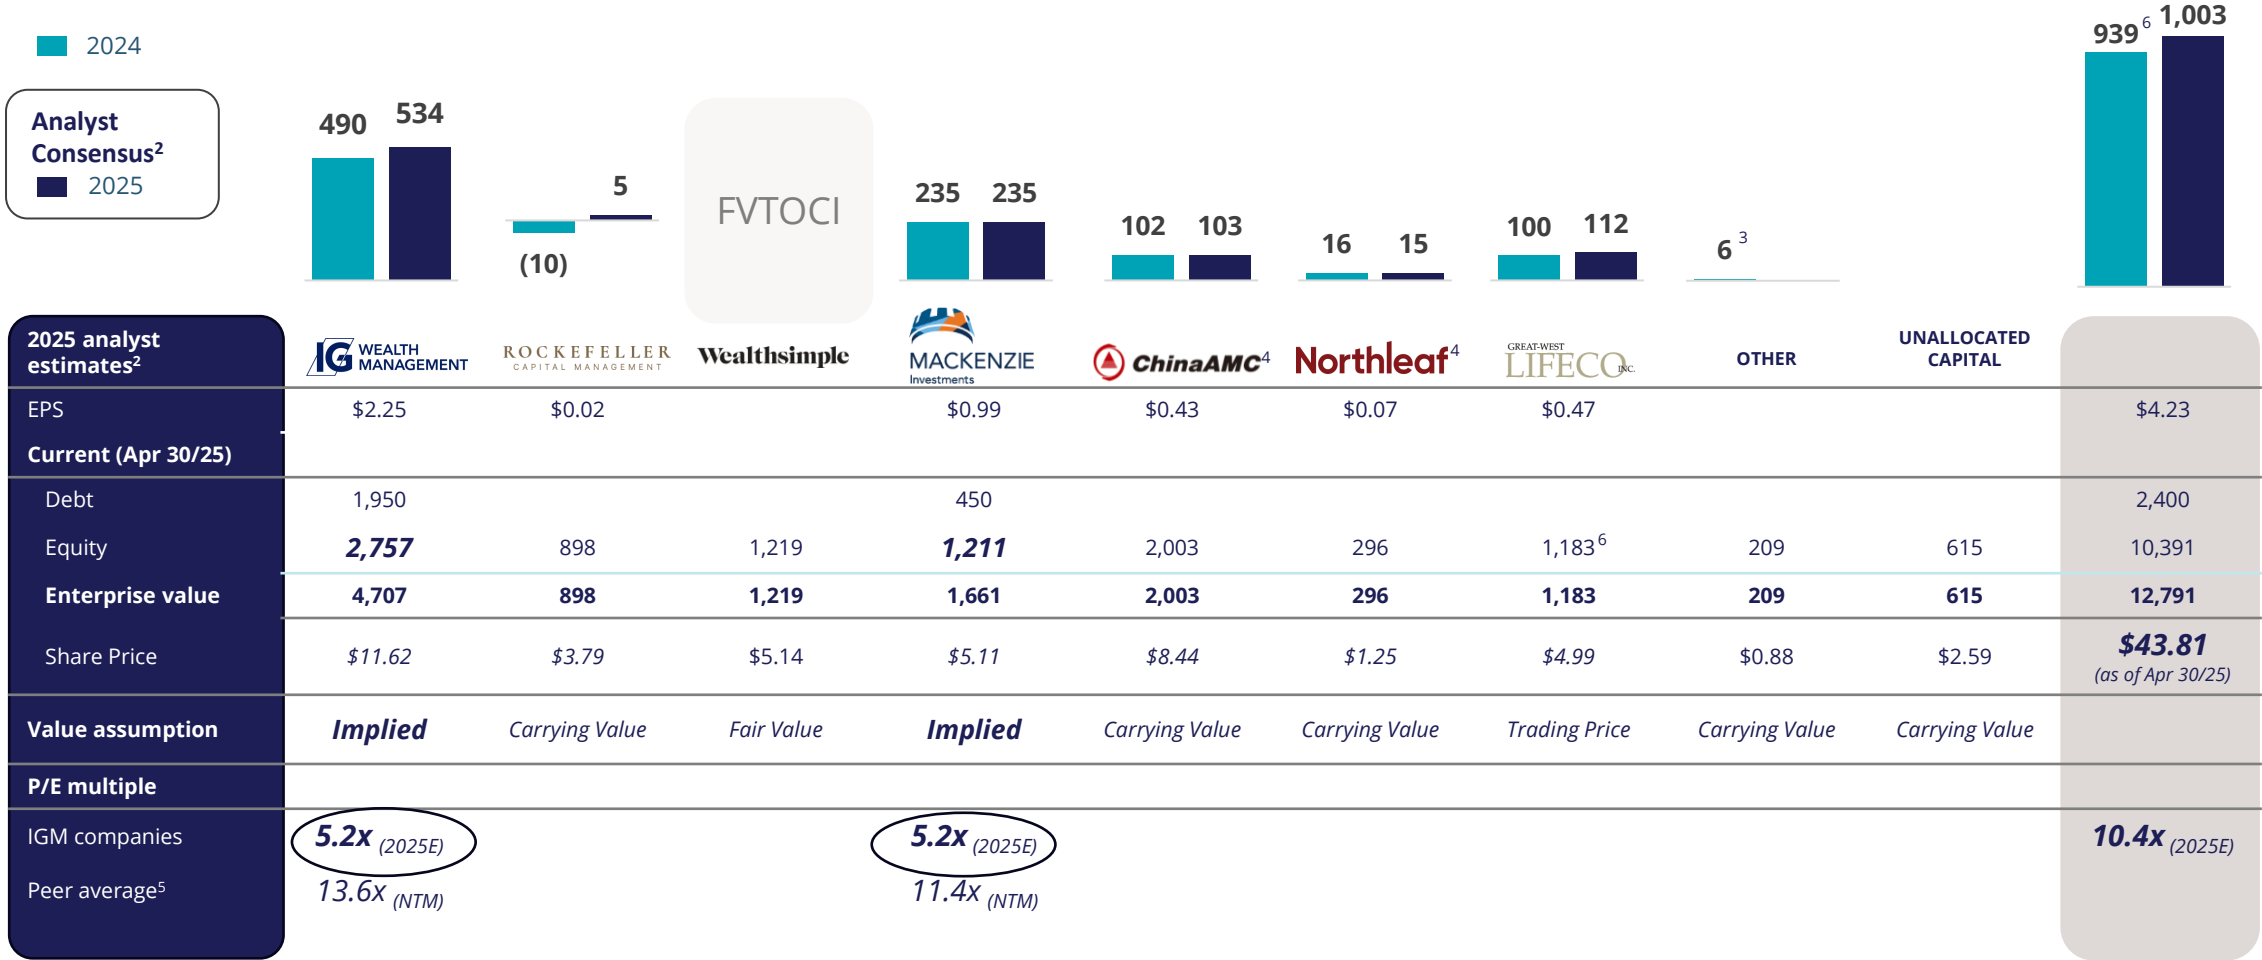 2024
Analyst
Consensus²
2025
490
534
(10)
5
FVTOCI
235
235
102
103
16
15
100
112
6 ³
939 ⁶
1,003
2025 analyst
estimates²
IG WEALTH
MANAGEMENT
ROCKEFELLER
CAPITAL MANAGEMENT
Wealthsimple
MACKENZIE
Investments
ChinaAMC⁴
Northleaf⁴
GREAT-WEST
LIFECO INC.
OTHER
UNALLOCATED
CAPITAL
EPS $2.25 $0.02 $0.99 $0.43 $0.07 $0.47 $4.23
Current (Apr 30/25)
Debt 1,950 450 2,400
Equity 2,757 898 1,219 1,211 2,003 296 1,183 ⁶ 209 615 10,391
Enterprise value 4,707 898 1,219 1,661 2,003 296 1,183 209 615 12,791
Share Price $11.62 $3.79 $5.14 $5.11 $8.44 $1.25 $4.99 $0.88 $2.59 $43.81
(as of Apr 30/25)
Value assumption Implied Carrying Value Fair Value Implied Carrying Value Carrying Value Trading Price Carrying Value Carrying Value
P/E multiple
IGM companies 5.2x (2025E) 5.2x (2025E) 10.4x (2025E)
Peer average⁵ 13.6x (NTM) 11.4x (NTM)